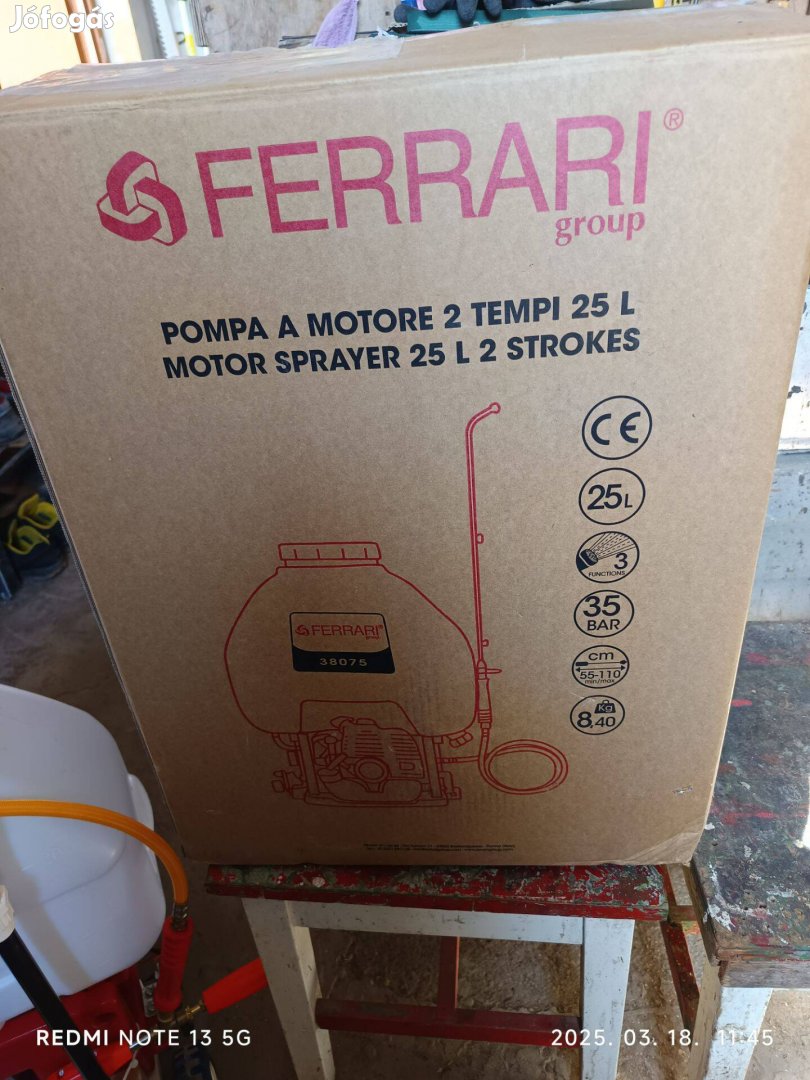 Jófogás
FERRARI®
group
POMPA A MOTORE 2 TEMPI 25 L
MOTOR SPRAYER 25 L 2 STROKES
CE
25L
3
FUNCTIONS
35
BAR
cm
55-110
min/max
Kg
8,40
FERRARI®
group
38075
REDMI NOTE 13 5G
2025. 03. 18. 11:45